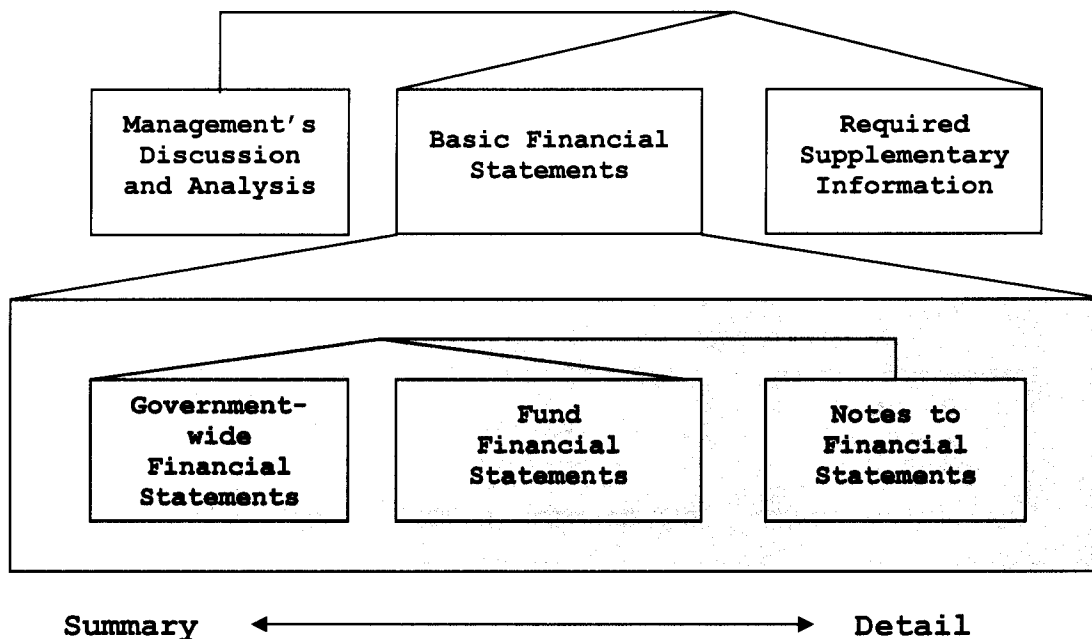 Management's
Discussion
and Analysis
Basic Financial
Statements
Required
Supplementary
Information
Government-
wide
Financial
Statements
Fund
Financial
Statements
Notes to
Financial
Statements
Summary
Detail